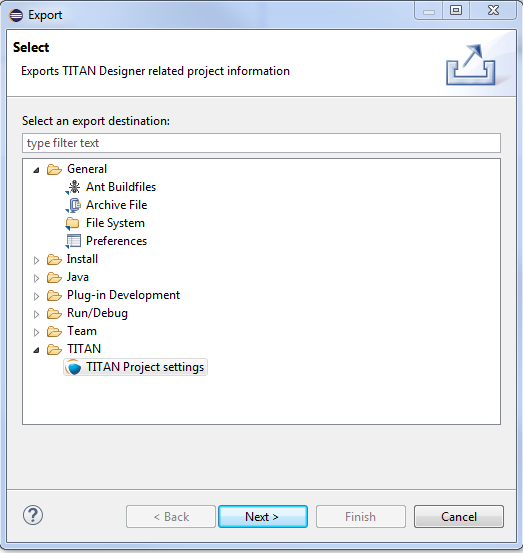 Export
Select
Exports TITAN Designer related project information
Select an export destination:
type filter text
General
Ant Buildfiles
Archive File
File System
Preferences
Install
Java
Plug-in Development
Run/Debug
Team
TITAN
TITAN Project settings
? < Back Next > Finish Cancel